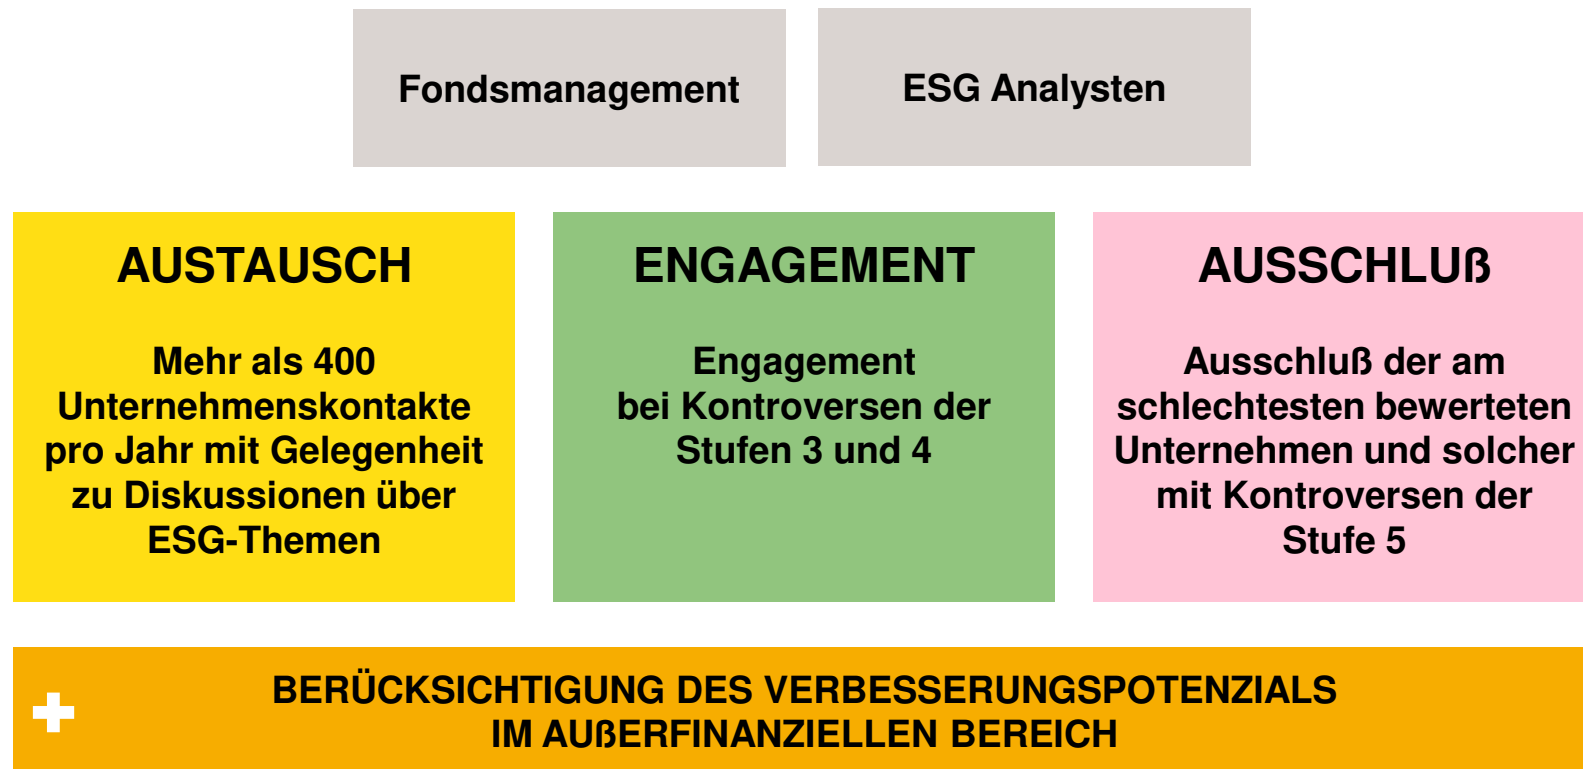 Fondsmanagement
ESG Analysten
AUSTAUSCH
Mehr als 400
Unternehmenskontakte
pro Jahr mit Gelegenheit
zu Diskussionen über
ESG-Themen
ENGAGEMENT
Engagement
bei Kontroversen der
Stufen 3 und 4
AUSSCHLUß
Ausschluß der am
schlechtesten bewerteten
Unternehmen und solcher
mit Kontroversen der
Stufe 5
BERÜCKSICHTIGUNG DES VERBESSERUNGSPOTENZIALS
IM AUßERFINANZIELLEN BEREICH